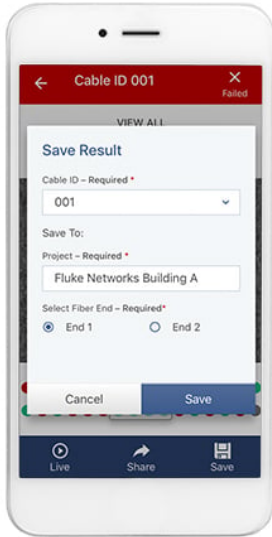 Cable ID 001
Failed
VIEW ALL
Save Result
Cable ID – Required *
001
Save To:
Project – Required *
Fluke Networks Building A
Select Fiber End – Required*
End 1 End 2
Cancel Save
Live Share Save